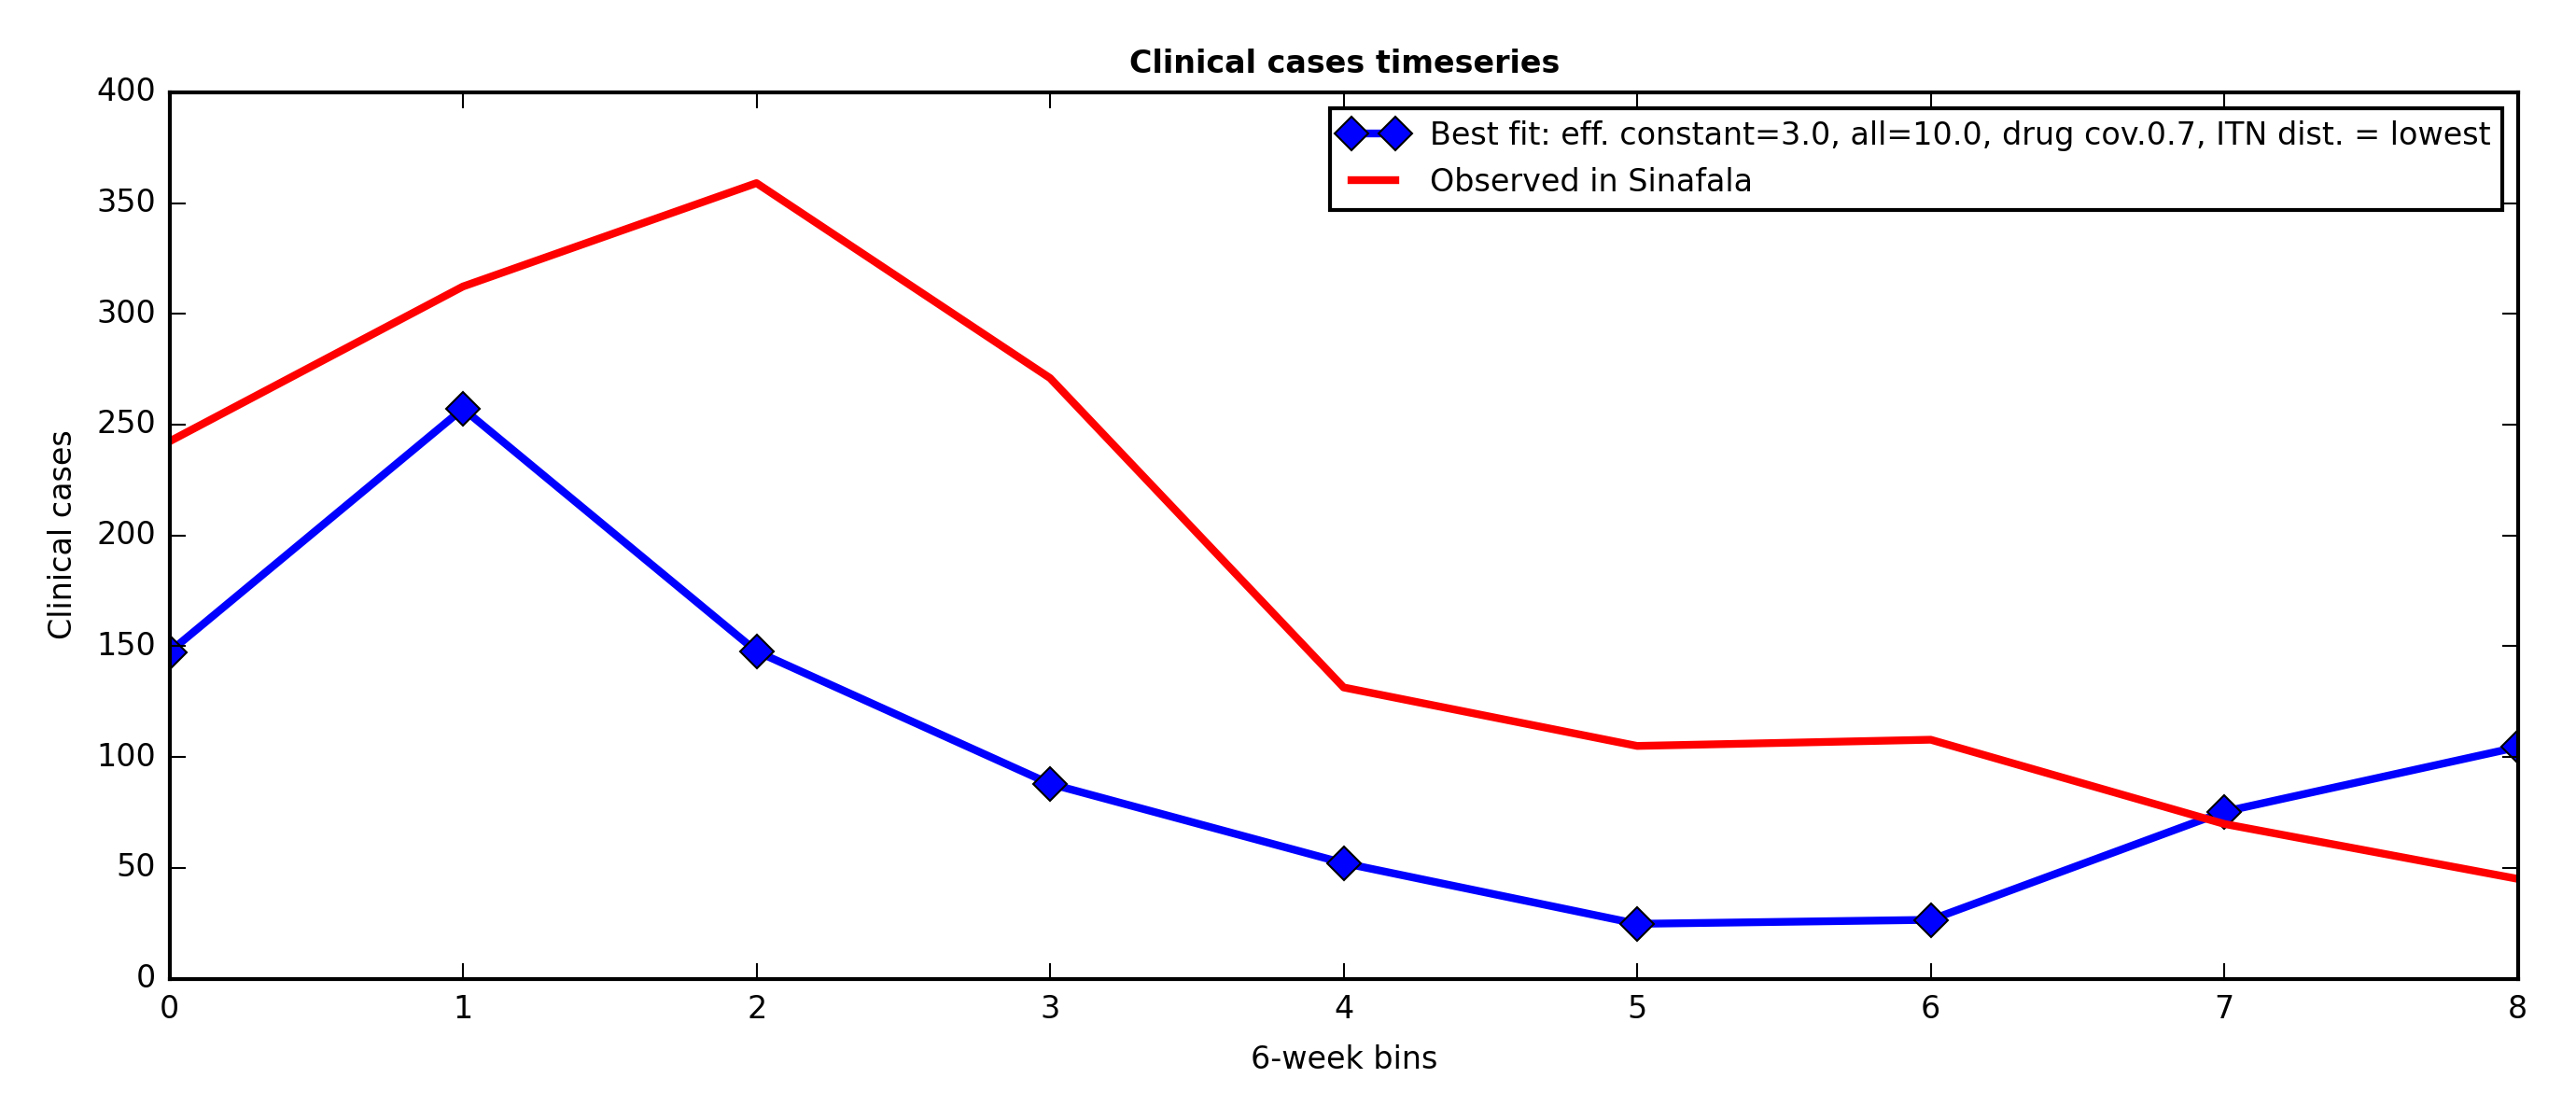 Clinical cases timeseries
400
350
300
250
200
150
100
50
0
Clinical cases
Best fit: eff. constant=3.0, all=10.0, drug cov.0.7, ITN dist. = lowest
Observed in Sinafala
0 1 2 3 4 5 6 7 8
6-week bins